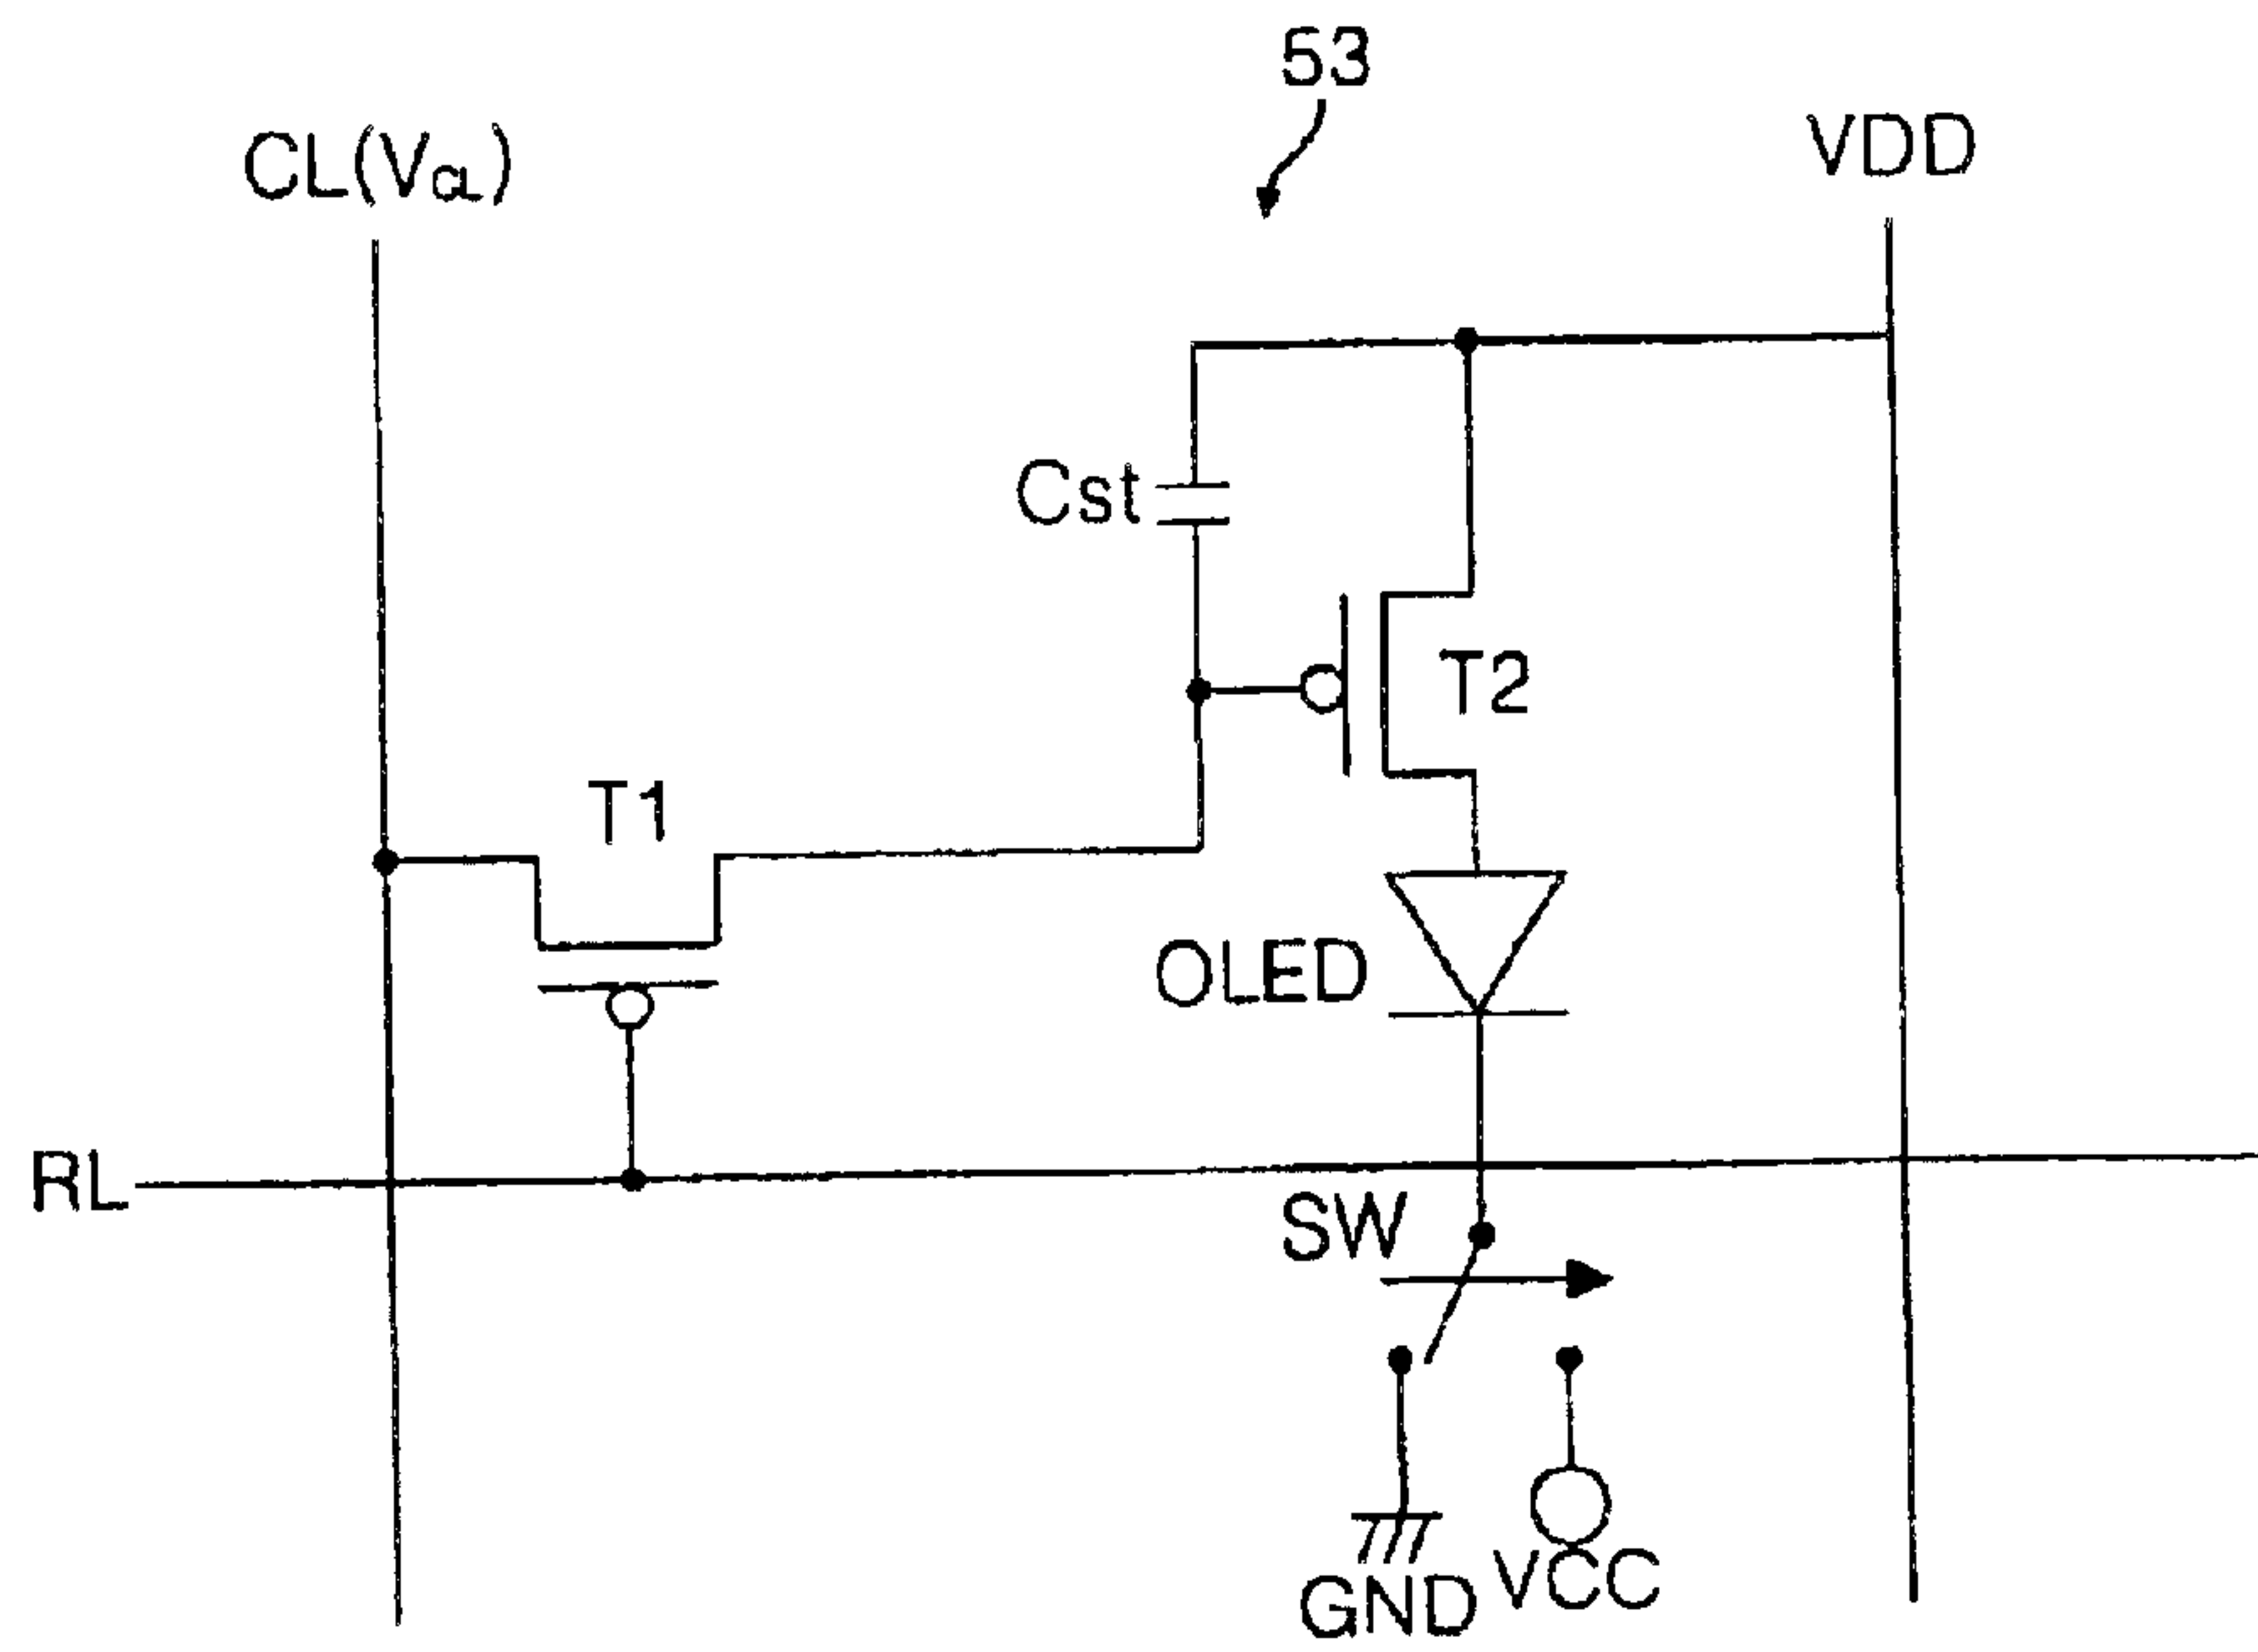 53
CL(Vα)
VDD
Cst
T2
T1
OLED
RL
SW
VCC
GND